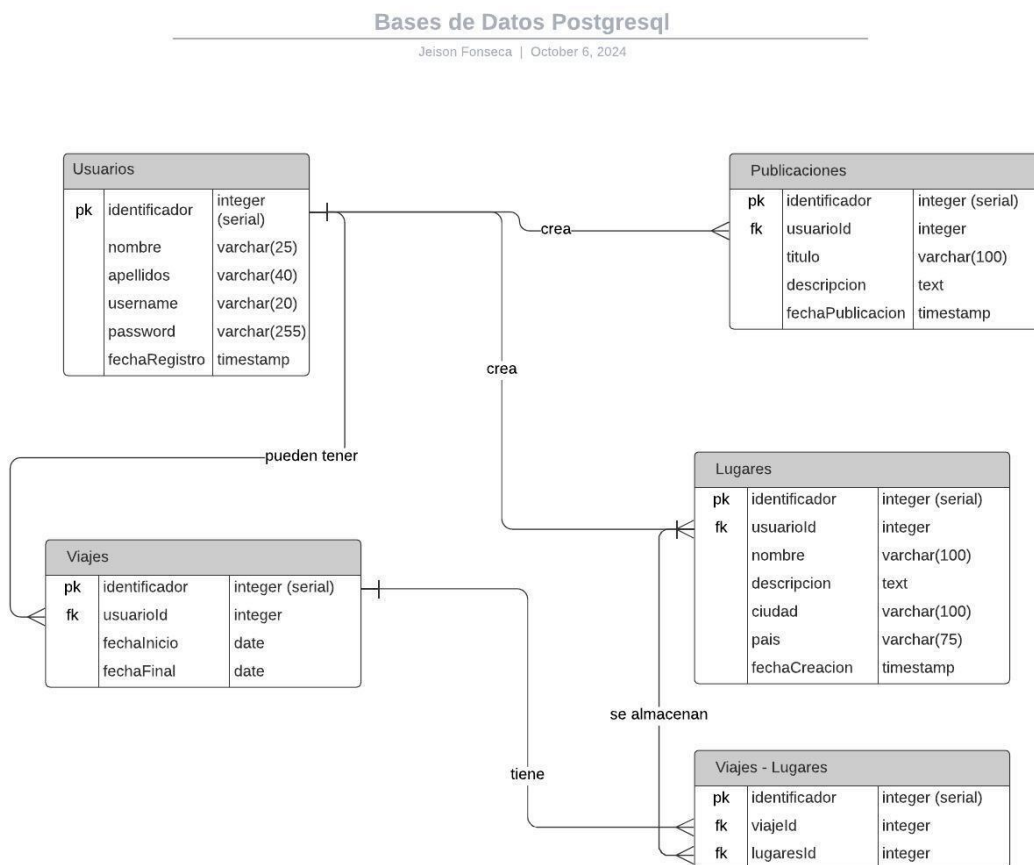 Bases de Datos Postgresql
Jeison Fonseca | October 6, 2024
Usuarios
pk identificador integer (serial)
nombre varchar(25)
apellidos varchar(40)
username varchar(20)
password varchar(255)
fechaRegistro timestamp
crea
Publicaciones
pk identificador integer (serial)
fk usuarioId integer
titulo varchar(100)
descripcion text
fechaPublicacion timestamp
crea
pueden tener
Lugares
pk identificador integer (serial)
fk usuarioId integer
nombre varchar(100)
descripcion text
ciudad varchar(100)
pais varchar(75)
fechaCreacion timestamp
Viajes
pk identificador integer (serial)
fk usuarioId integer
fechaInicio date
fechaFinal date
se almacenan
tiene
Viajes - Lugares
pk identificador integer (serial)
fk viajeId integer
fk lugaresId integer